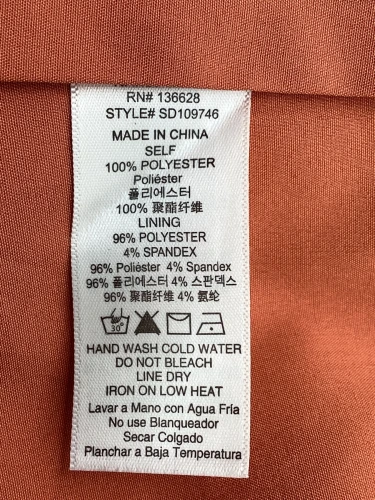 RN# 136628
STYLE# SD109746
MADE IN CHINA
SELF
100% POLYESTER
Poliéster
폴리에스터
100% 聚酯纤维
LINING
96% POLYESTER
4% SPANDEX
96% Poliéster 4% Spandex
96% 폴리에스터 4% 스판덱스
96% 聚酯纤维 4% 氨纶
30°
HAND WASH COLD WATER
DO NOT BLEACH
LINE DRY
IRON ON LOW HEAT
Lavar a Mano con Agua Fría
No use Blanqueador
Secar Colgado
Planchar a Baja Temperatura